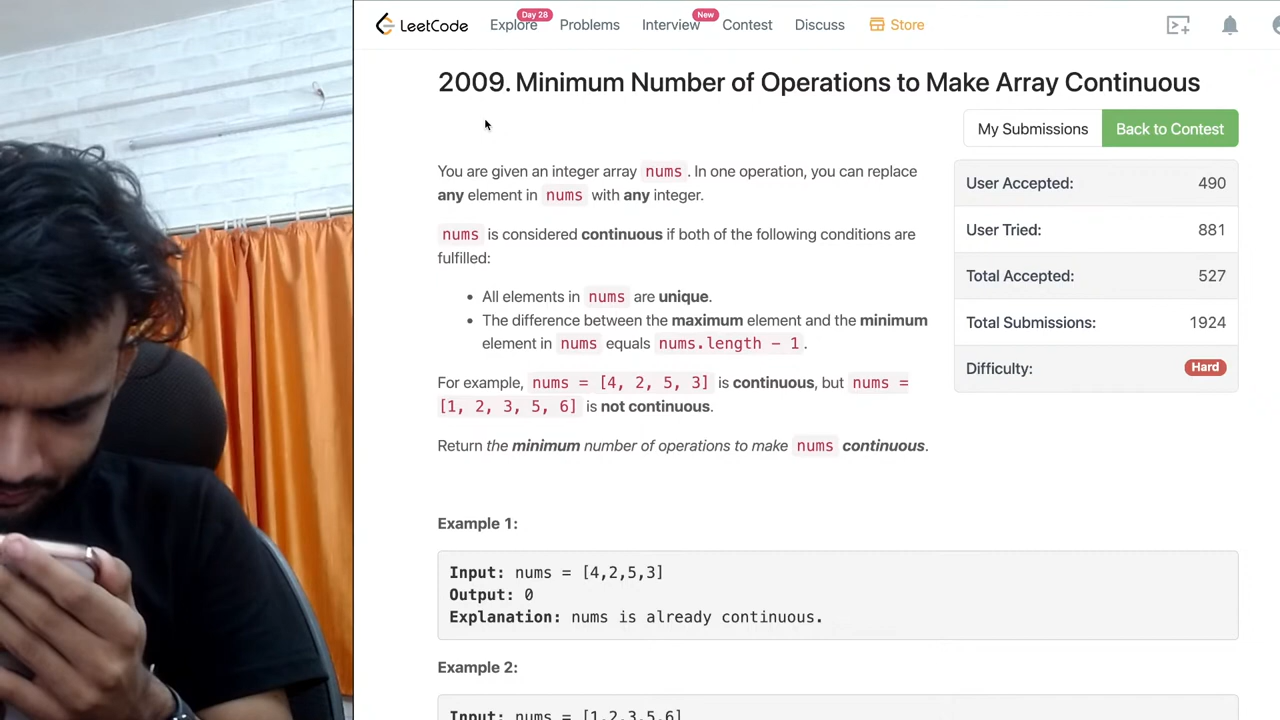 LeetCode Explore Day 28 Problems Interview New Contest Discuss Store
2009. Minimum Number of Operations to Make Array Continuous
My Submissions Back to Contest
You are given an integer array nums. In one operation, you can replace
any element in nums with any integer.
nums is considered continuous if both of the following conditions are
fulfilled:
• All elements in nums are unique.
• The difference between the maximum element and the minimum
element in nums equals nums.length - 1.
For example, nums = [4, 2, 5, 3] is continuous, but nums =
[1, 2, 3, 5, 6] is not continuous.
Return the minimum number of operations to make nums continuous.
User Accepted: 490
User Tried: 881
Total Accepted: 527
Total Submissions: 1924
Difficulty: Hard
Example 1:
Input: nums = [4,2,5,3]
Output: 0
Explanation: nums is already continuous.
Example 2:
Input: nums = [1,2,3,5,6]